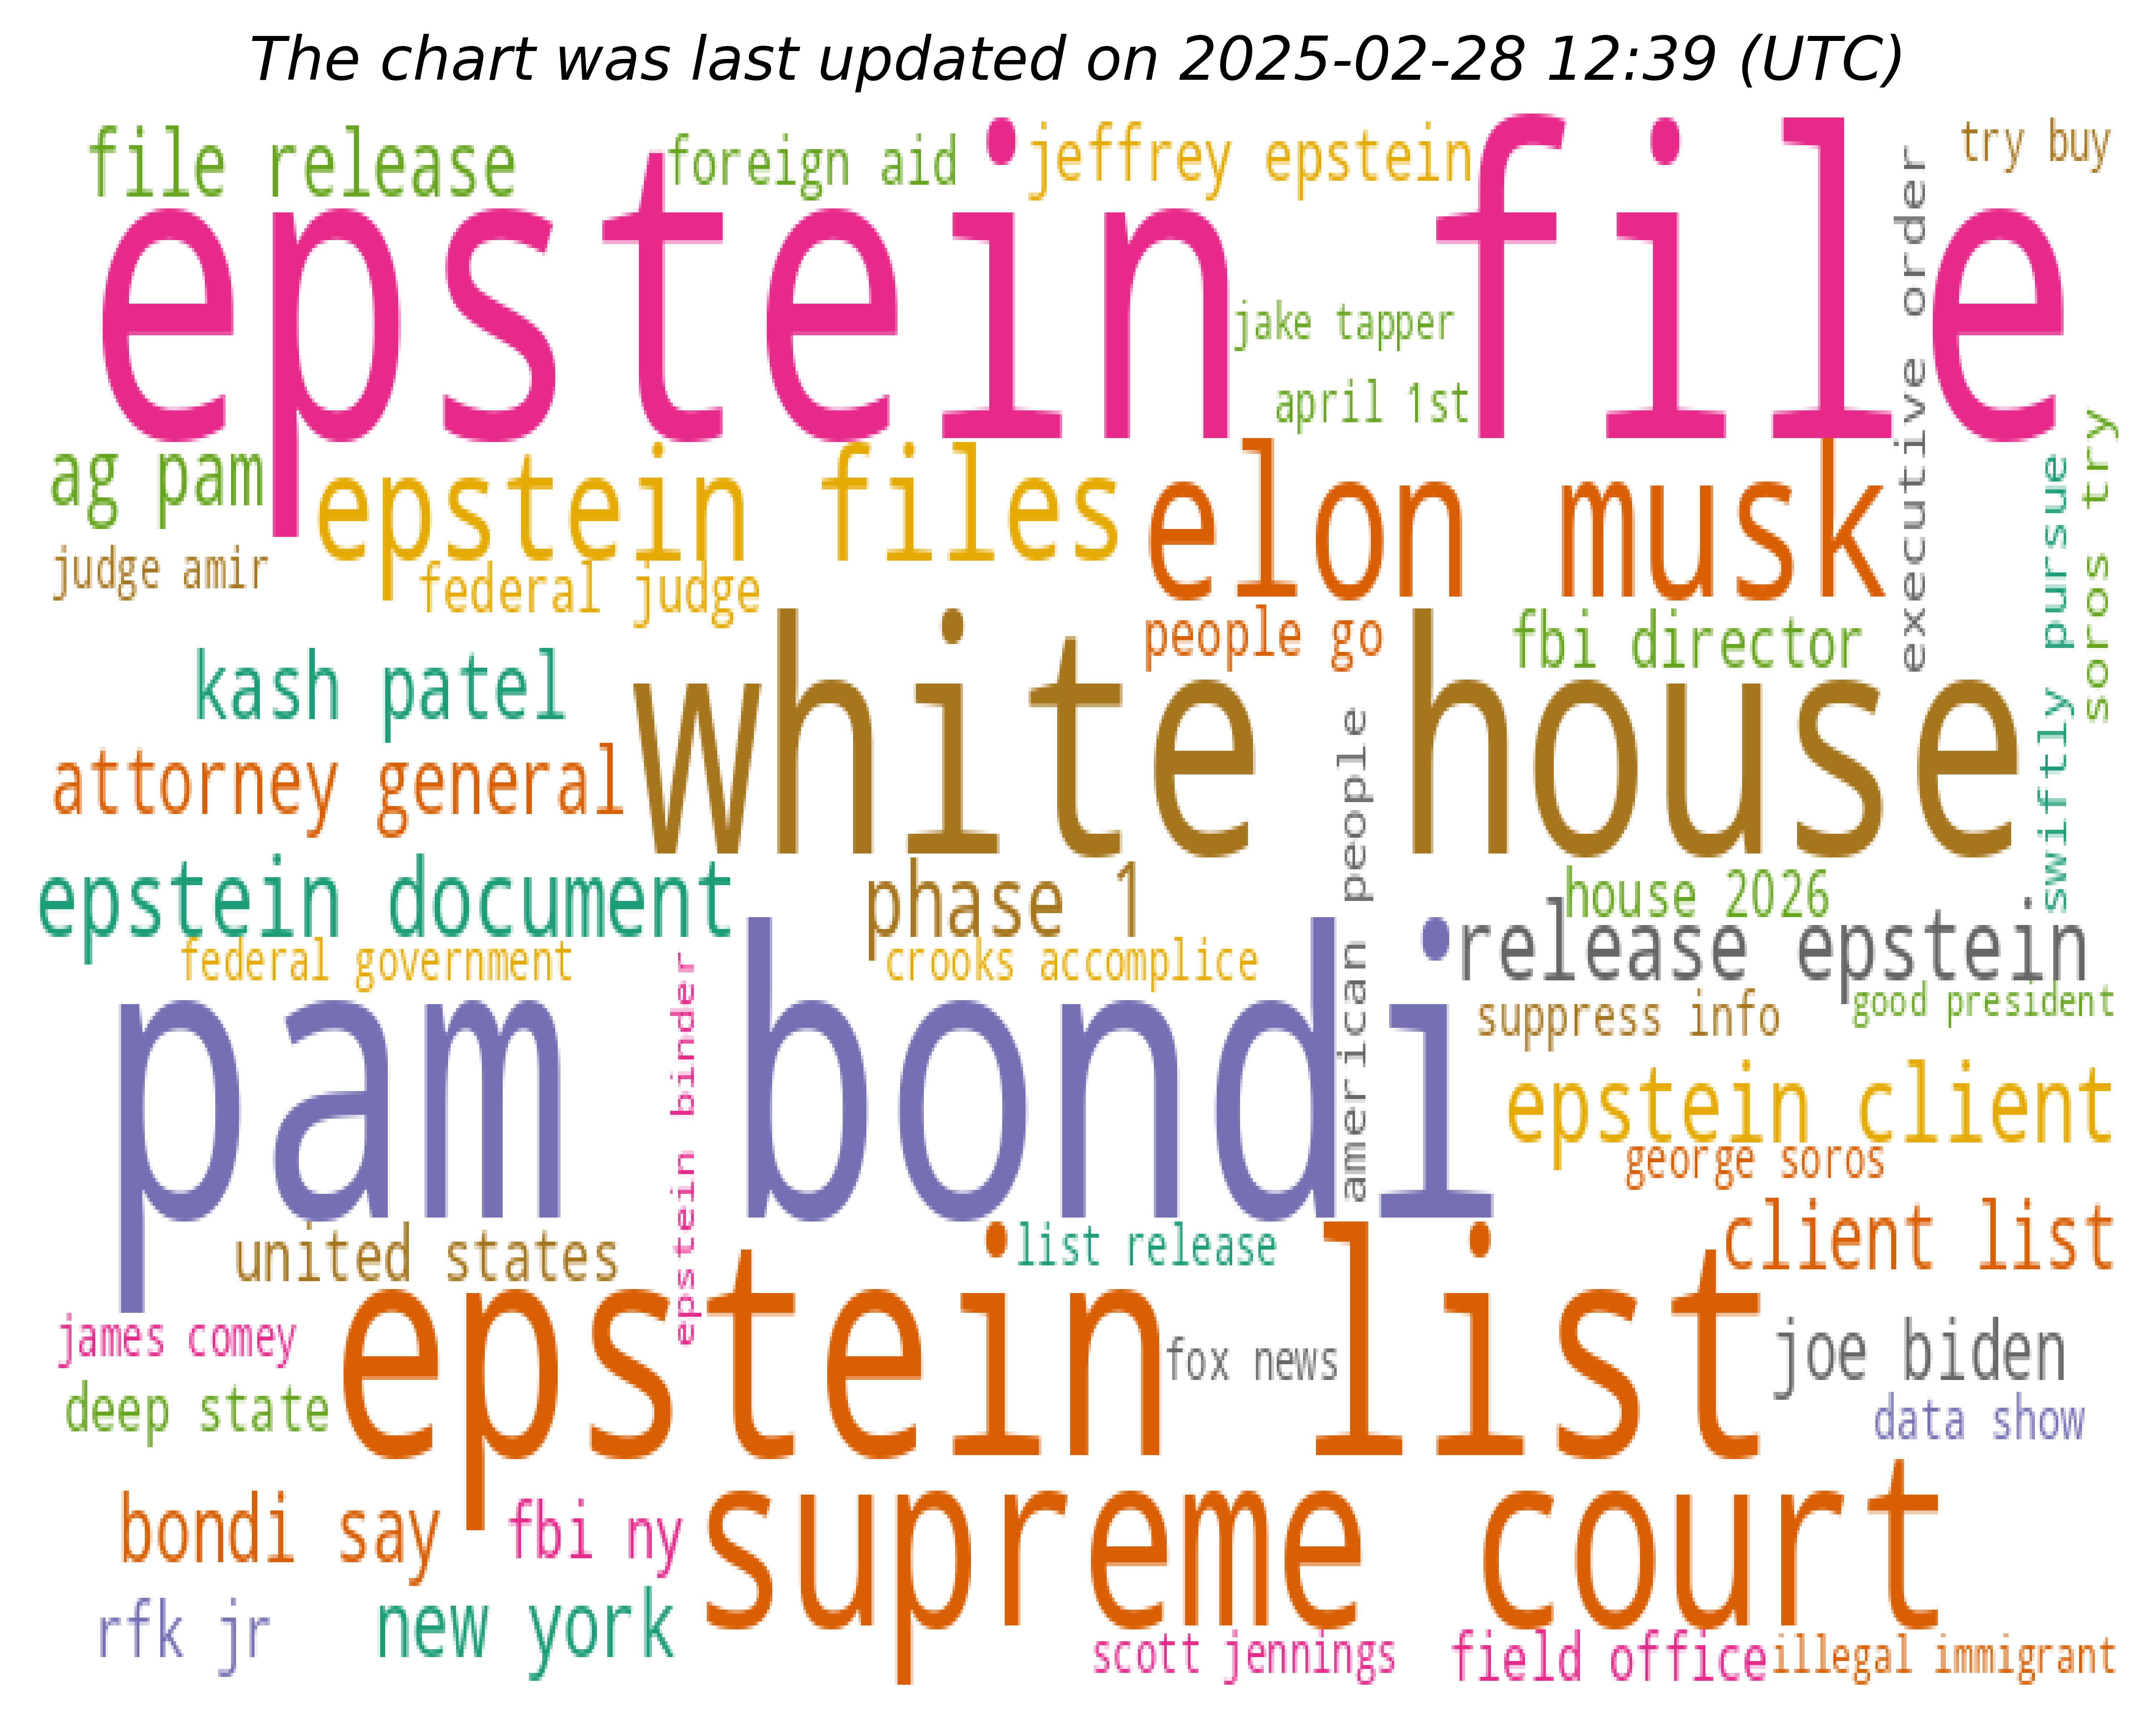 The chart was last updated on 2025-02-28 12:39 (UTC)
file release
foreign aid
jeffrey epstein
try buy
epstein file
executive order
jake tapper
april 1st
ag pam
epstein files
elon musk
soros try
swiftly pursue
judge amir
federal judge
people go
fbi director
kash patel
white house
attorney general
american people
epstein document
phase 1
house 2026
release epstein
federal government
crooks accomplice
epstein binder
pam bondi
suppress info
good president
epstein client
george soros
united states
list release
client list
james comey
epstein list
fox news
joe biden
deep state
data show
bondi say
fbi ny
supreme court
rfk jr
new york
scott jennings
field office
illegal immigrant